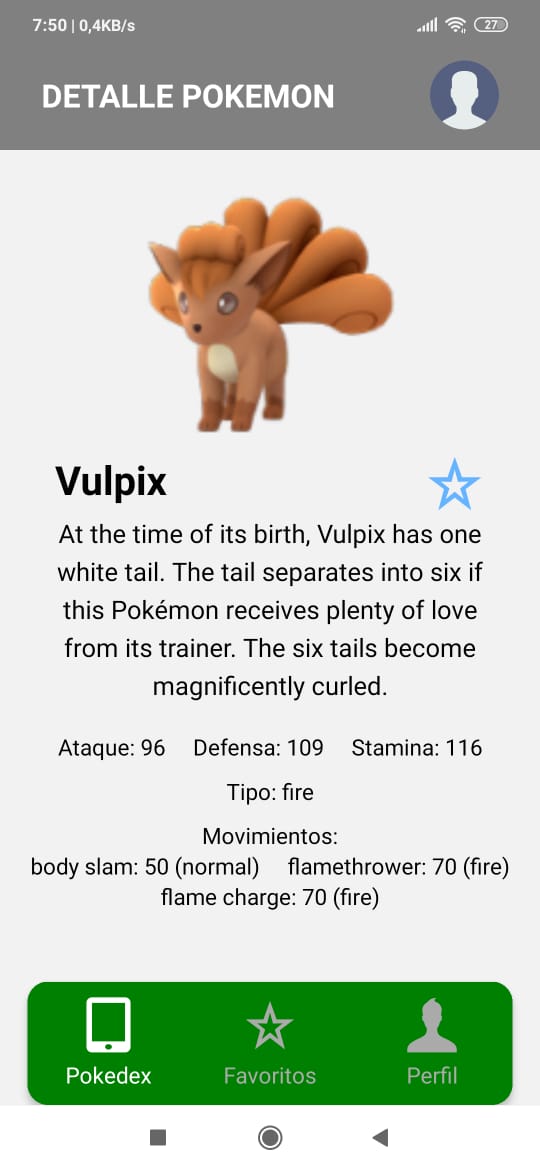 7:50 | 0,4KB/s
27
DETALLE POKEMON
Vulpix
At the time of its birth, Vulpix has one
white tail. The tail separates into six if
this Pokémon receives plenty of love
from its trainer. The six tails become
magnificently curled.
Ataque: 96 Defensa: 109 Stamina: 116
Tipo: fire
Movimientos:
body slam: 50 (normal) flamethrower: 70 (fire)
flame charge: 70 (fire)
Pokedex Favoritos Perfil